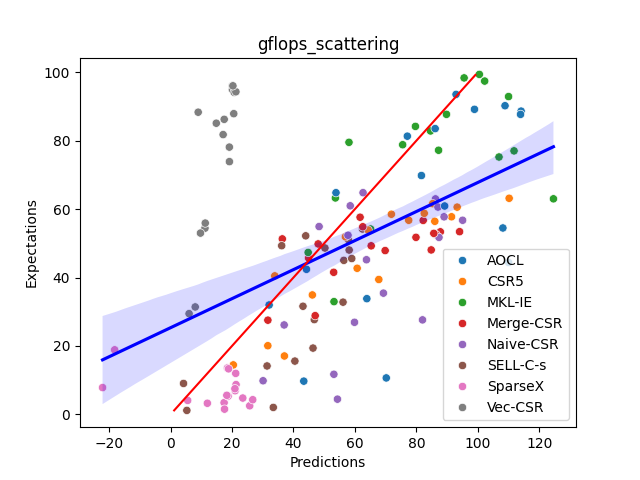 gflops_scattering
Expectations
100
80
60
40
20
0
−20
0
20
40
60
80
100
120
Predictions
AOCL
CSR5
MKL-IE
Merge-CSR
Naive-CSR
SELL-C-s
SparseX
Vec-CSR